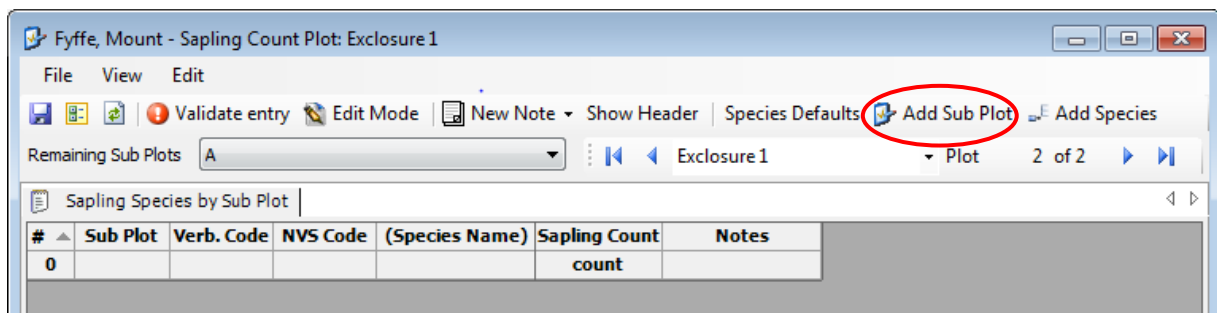 Fyffe, Mount - Sapling Count Plot: Exclosure 1
File View Edit
Validate entry Edit Mode New Note Show Header Species Defaults Add Sub Plot Add Species
Remaining Sub Plots A Exclosure 1 Plot 2 of 2
Sapling Species by Sub Plot
# Sub Plot Verb. Code NVS Code (Species Name) Sapling Count Notes
0 count